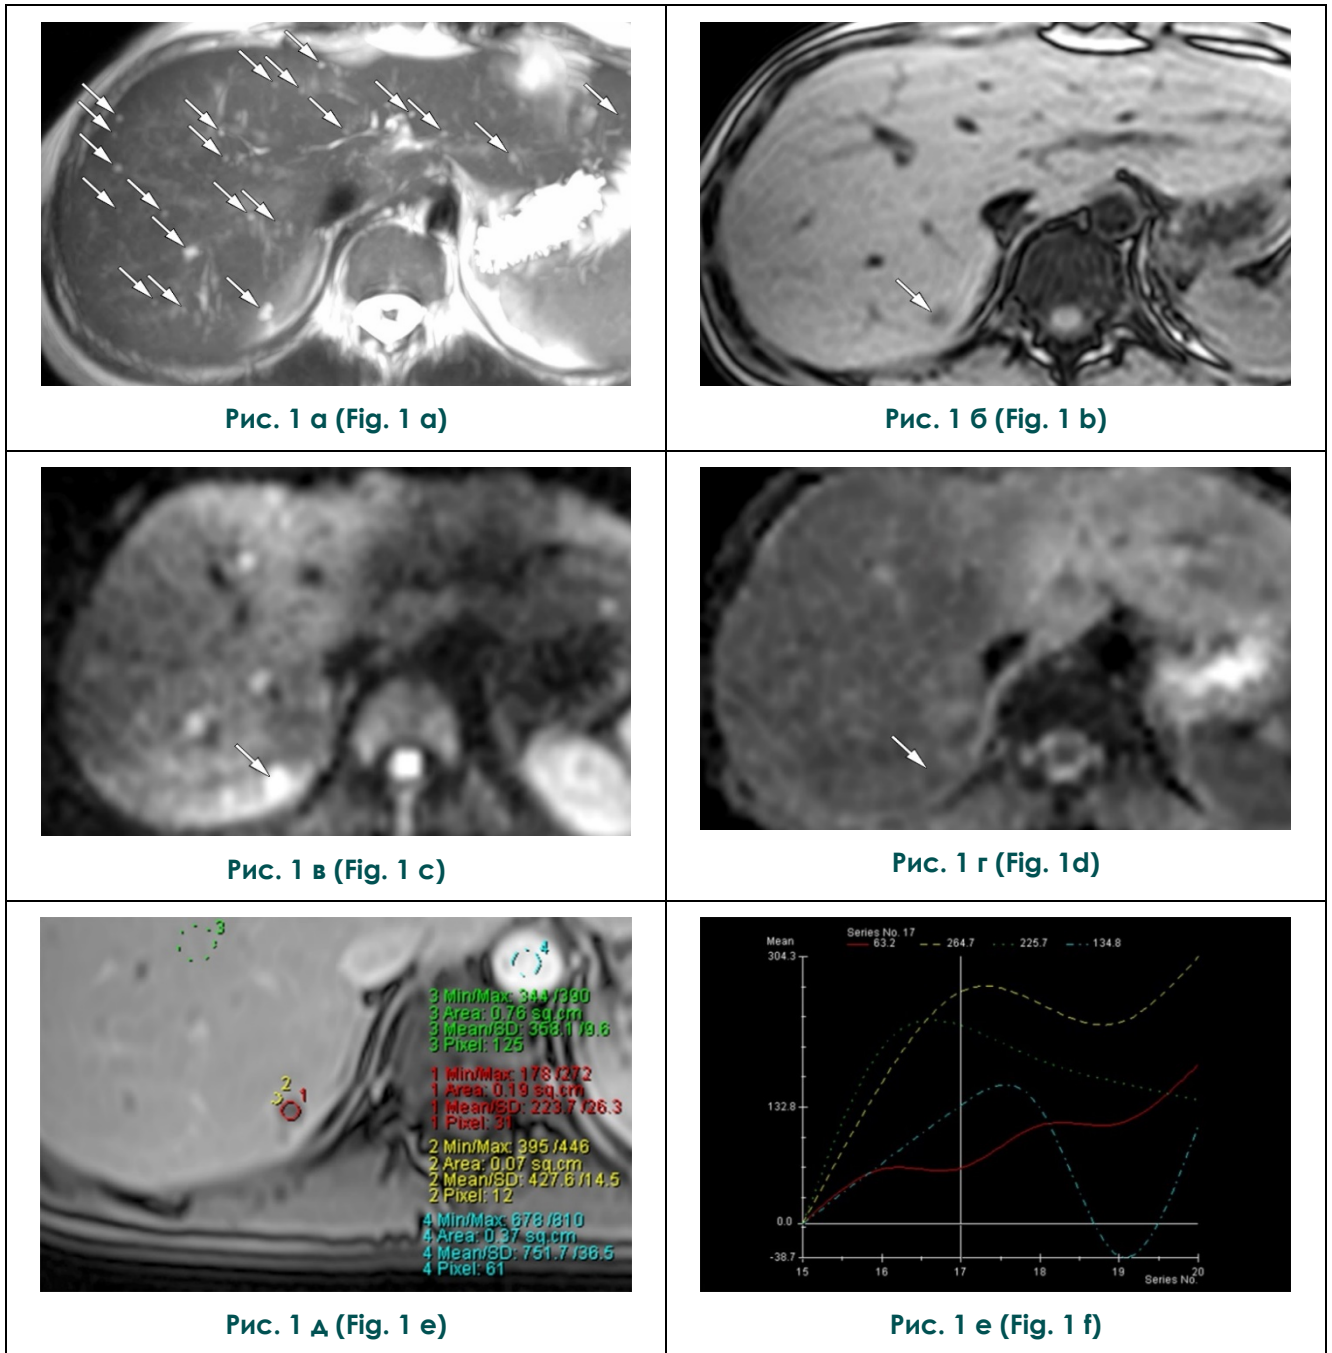 Рис. 1 а (Fig. 1 a)
Рис. 1 б (Fig. 1 b)
Рис. 1 в (Fig. 1 c)
Рис. 1 г (Fig. 1d)
3
4
2
3
1
3 Min/Max: 344 /390
3 Area: 0.76 sq.cm
3 Mean/SD: 358.1 /9.6
3 Pixel: 125
1 Min/Max: 178 /272
1 Area: 0.19 sq.cm
1 Mean/SD: 223.7 /26.3
1 Pixel: 31
2 Min/Max: 395 /446
2 Area: 0.07 sq.cm
2 Mean/SD: 427.6 /14.5
2 Pixel: 12
4 Min/Max: 678 /810
4 Area: 0.37 sq.cm
4 Mean/SD: 751.7 /36.5
4 Pixel: 61
Рис. 1 д (Fig. 1 e)
Series No. 17
Mean
63.2 264.7 225.7 134.8
304.3
132.8
0.0
-38.7
15 16 17 18 19 20
Series No.
Рис. 1 е (Fig. 1 f)